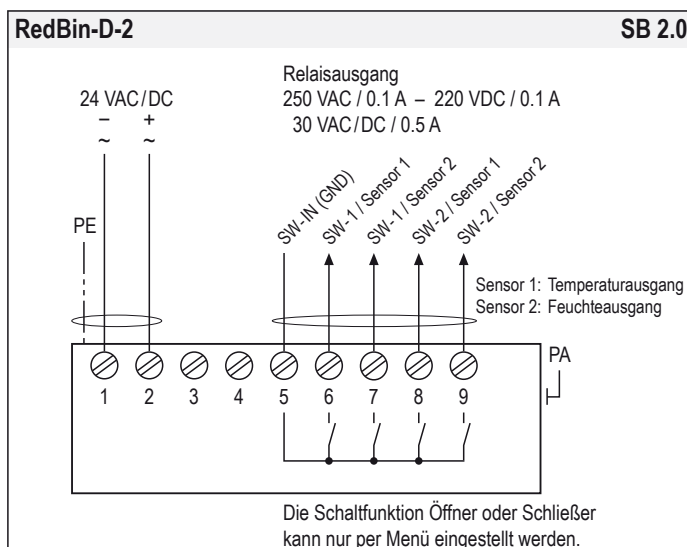 RedBin-D-2 SB 2.0
Relaisausgang
24 VAC/DC 250 VAC / 0.1 A – 220 VDC / 0.1 A
– + 30 VAC/DC / 0.5 A
~ ~
SW-IN (GND) SW-1 / Sensor 1 SW-1 / Sensor 2 SW-2 / Sensor 1 SW-2 / Sensor 2
PE
Sensor 1: Temperaturausgang
Sensor 2: Feuchteausgang
PA
1 2 3 4 5 6 7 8 9
Die Schaltfunktion Öffner oder Schließer
kann nur per Menü eingestellt werden.